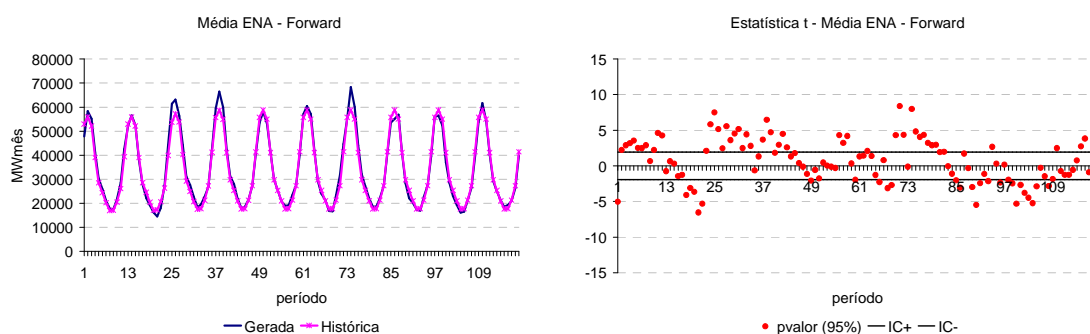 Média ENA - Forward
80000
70000
60000
50000
40000
30000
20000
10000
0
MW/mês
1 13 25 37 49 61 73 85 97 109
período
Gerada Histórica
Estatística t - Média ENA - Forward
15
10
5
0
-5
-10
-15
1 13 25 37 49 61 73 85 97 109
período
pvalor (95%) IC+ IC-